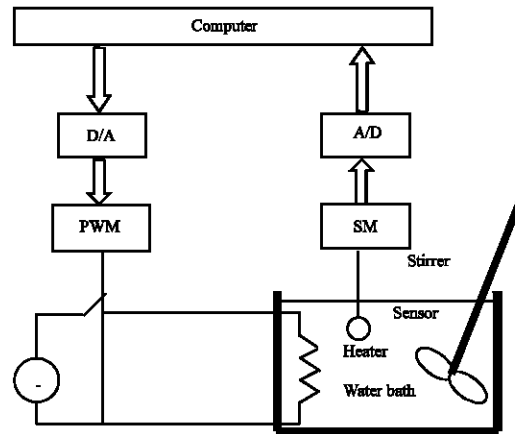 Computer
D/A
A/D
PWM
SM
Stirrer
Sensor
Heater
Water bath
-